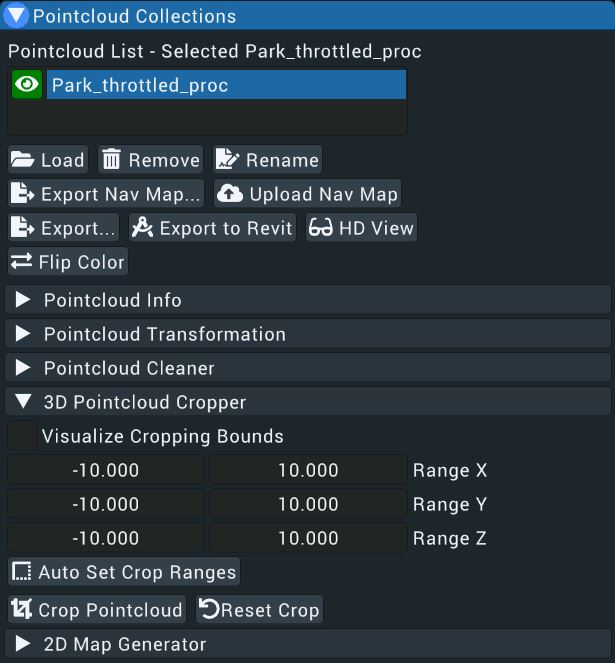 Pointcloud Collections
Pointcloud List - Selected Park_throttled_proc
Park_throttled_proc
Load Remove Rename
Export Nav Map... Upload Nav Map
Export... Export to Revit HD View
Flip Color
Pointcloud Info
Pointcloud Transformation
Pointcloud Cleaner
3D Pointcloud Cropper
Visualize Cropping Bounds
-10.000 10.000 Range X
-10.000 10.000 Range Y
-10.000 10.000 Range Z
Auto Set Crop Ranges
Crop Pointcloud Reset Crop
2D Map Generator